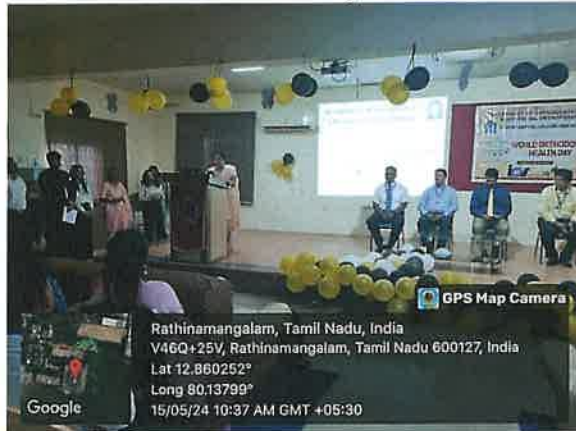 WORLD ORTHODO
HEALTH DAY
GPS Map Camera
Rathinamangalam, Tamil Nadu, India
V46Q+25V, Rathinamangalam, Tamil Nadu 600127, India
Lat 12.860252°
Long 80.13799°
15/05/24 10:37 AM GMT +05:30
Google